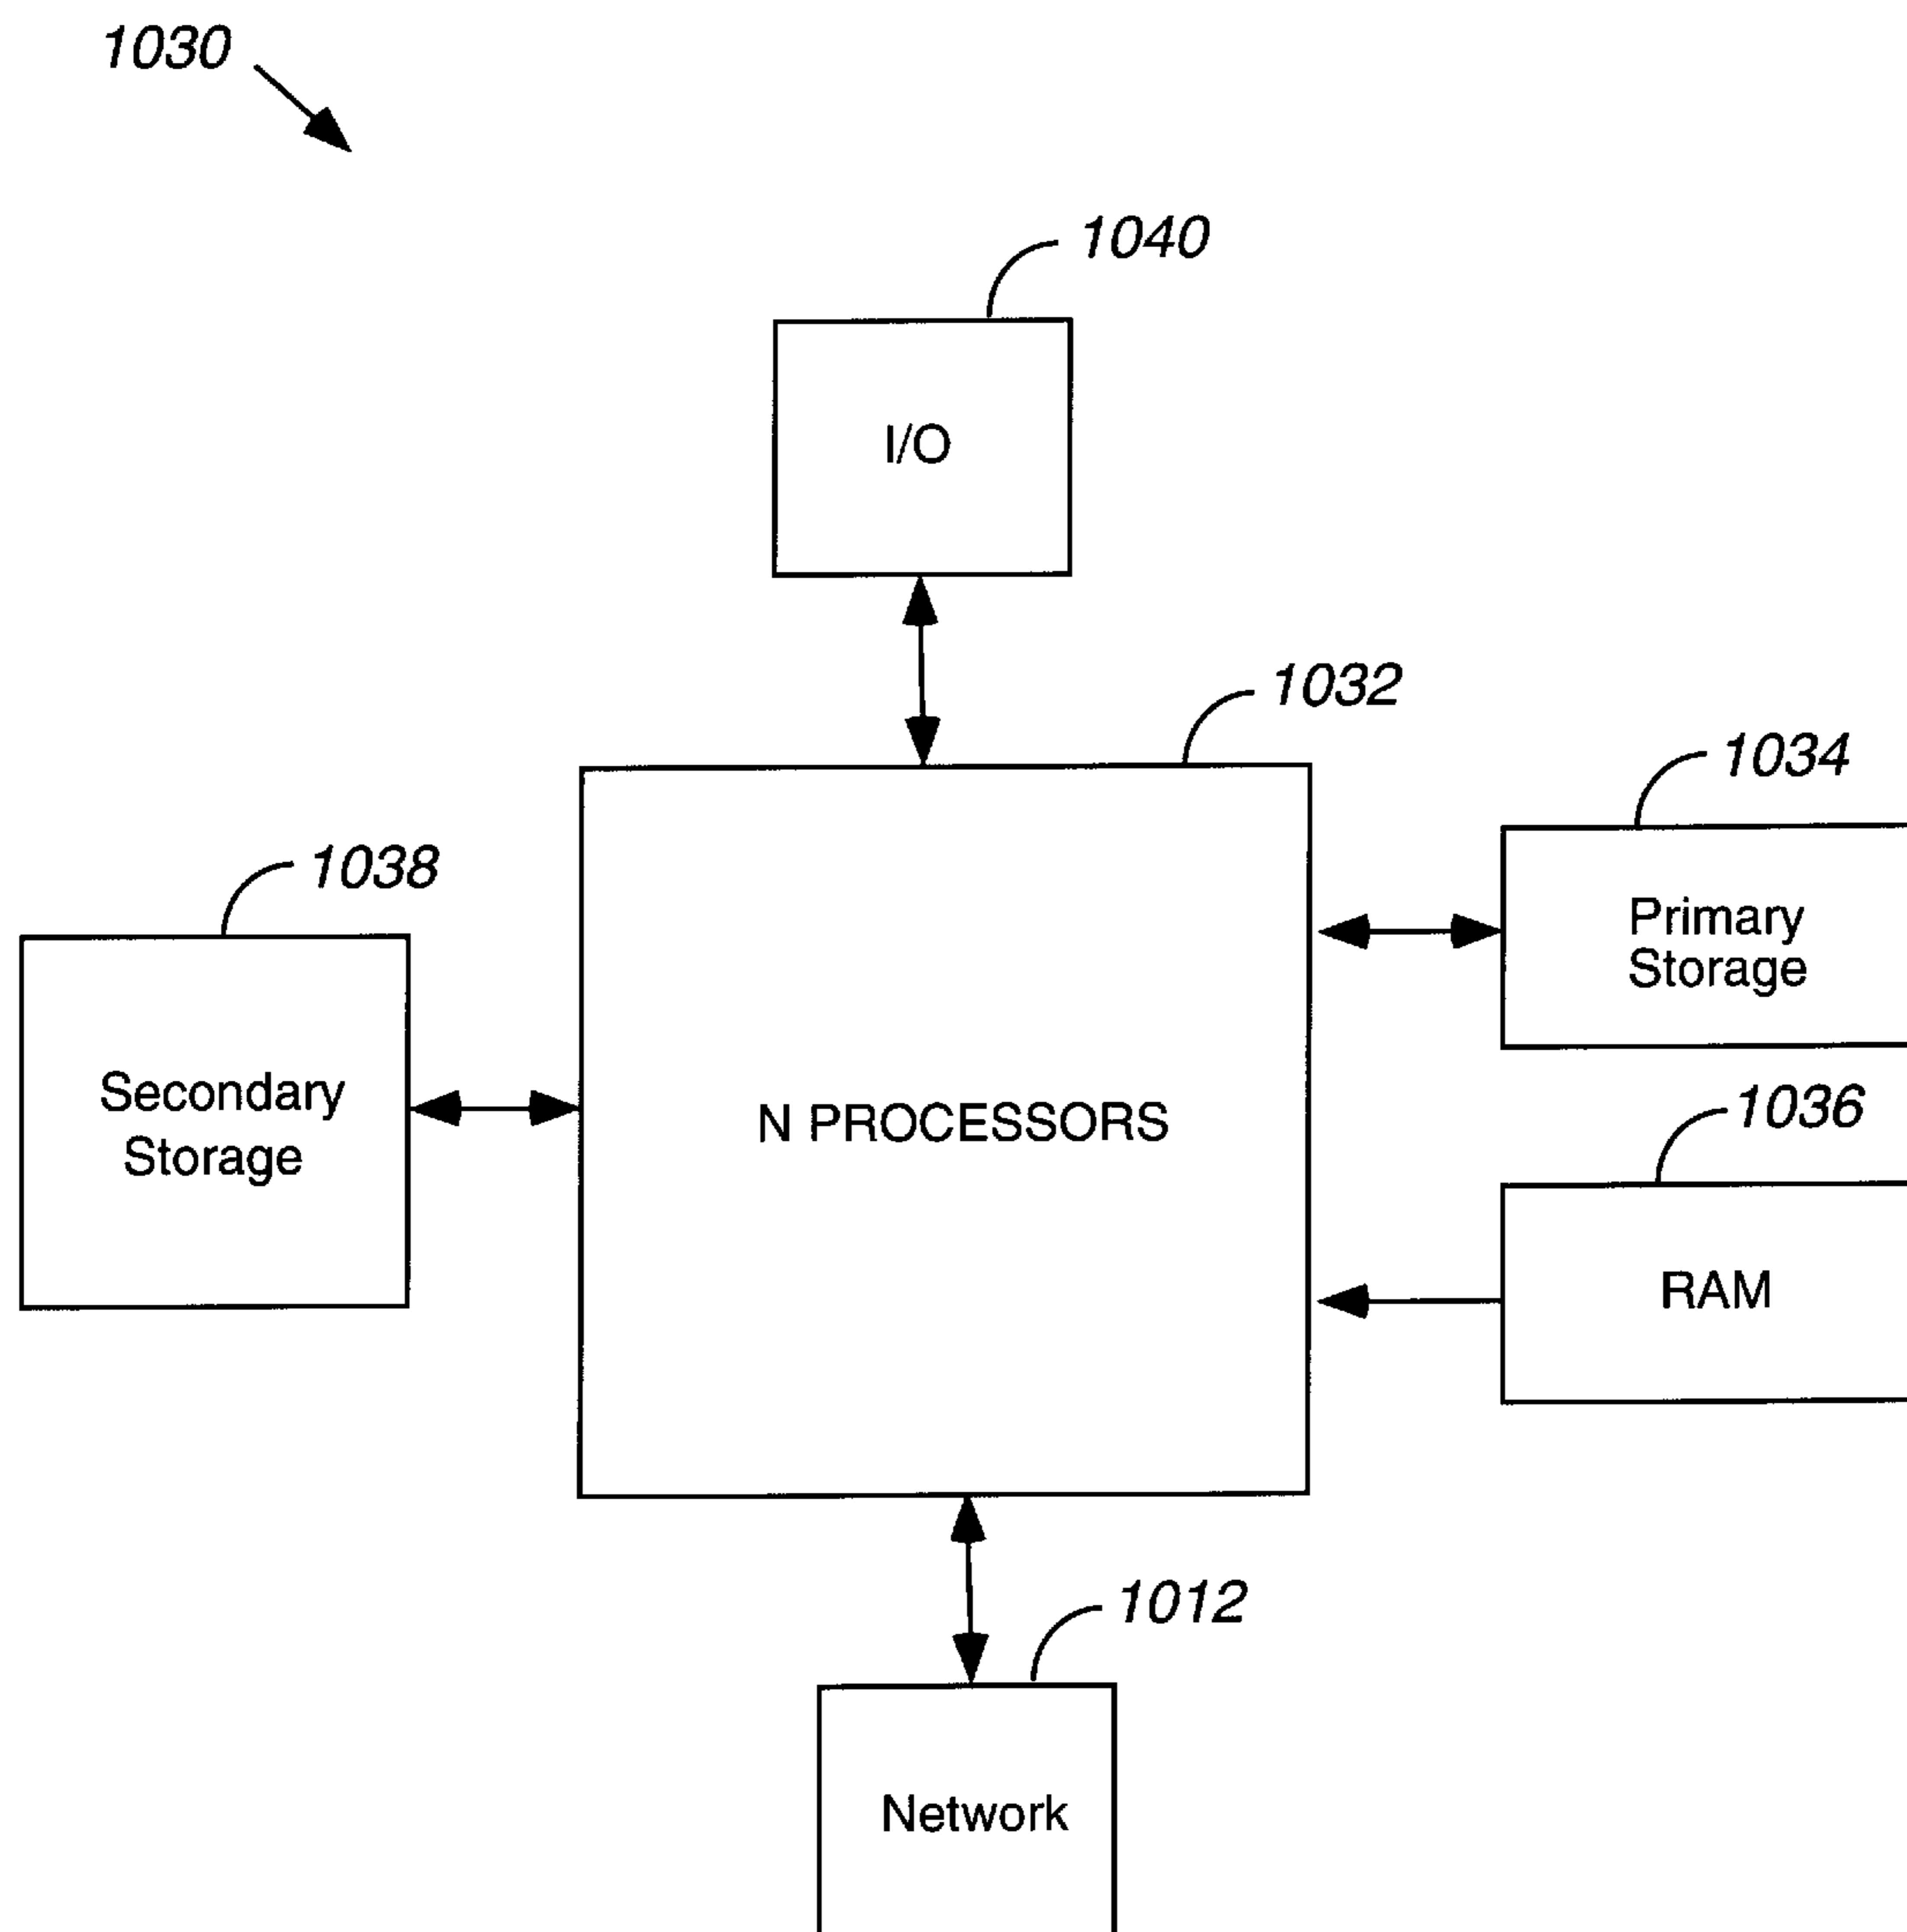 1030
1040
I/O
1032
1034
Primary
Storage
1038
Secondary
Storage
N PROCESSORS
1036
RAM
1012
Network